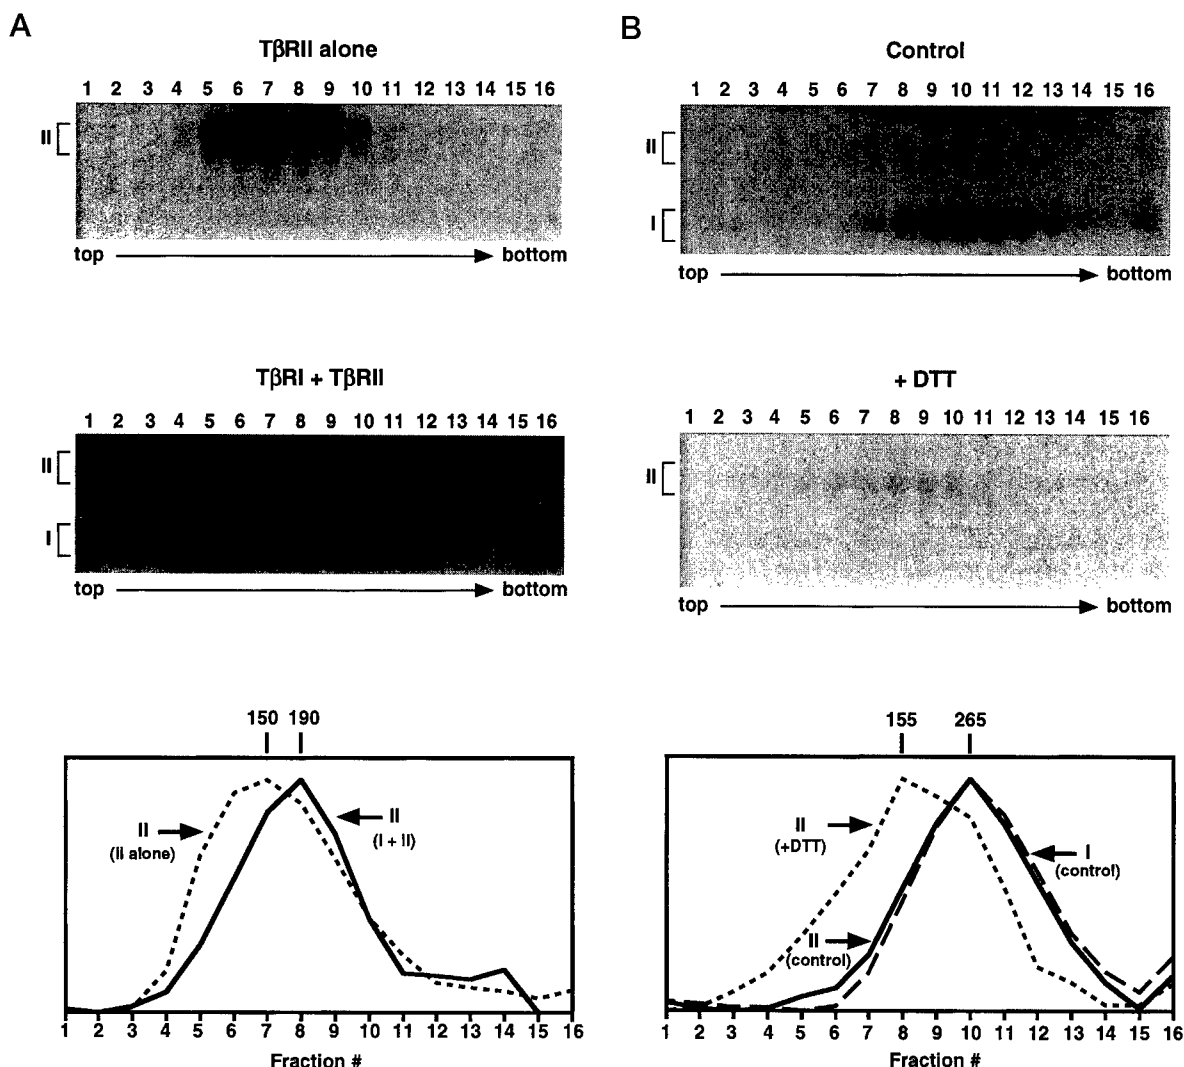 A
TβRII alone
1 2 3 4 5 6 7 8 9 10 11 12 13 14 15 16
II
top bottom
TβRI + TβRII
1 2 3 4 5 6 7 8 9 10 11 12 13 14 15 16
II
I
top bottom
150 190
II
(II alone)
II
(I + II)
1 2 3 4 5 6 7 8 9 10 11 12 13 14 15 16
Fraction #
B
Control
1 2 3 4 5 6 7 8 9 10 11 12 13 14 15 16
II
I
top bottom
+ DTT
1 2 3 4 5 6 7 8 9 10 11 12 13 14 15 16
II
top bottom
155 265
II
(+DTT)
I
(control)
II
(control)
1 2 3 4 5 6 7 8 9 10 11 12 13 14 15 16
Fraction #